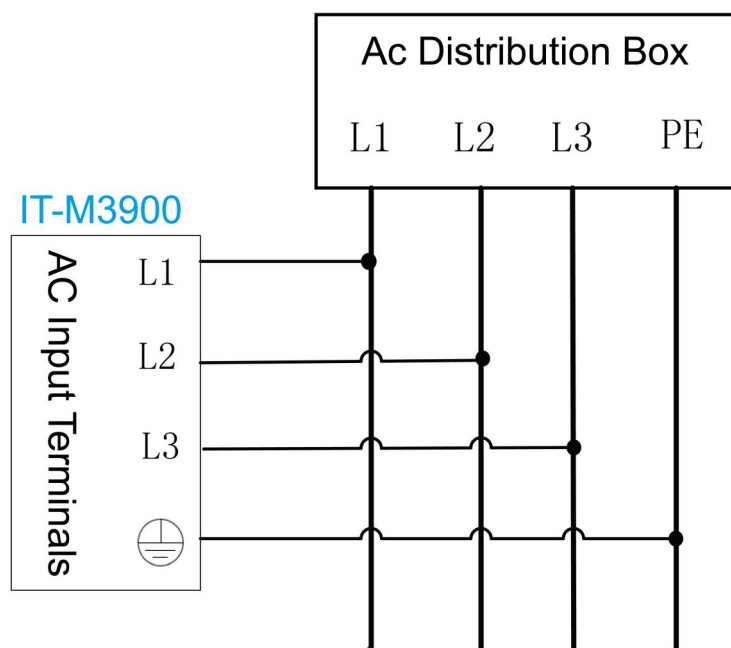 Ac Distribution Box
L1 L2 L3 PE
IT-M3900
AC Input Terminals
L1
L2
L3